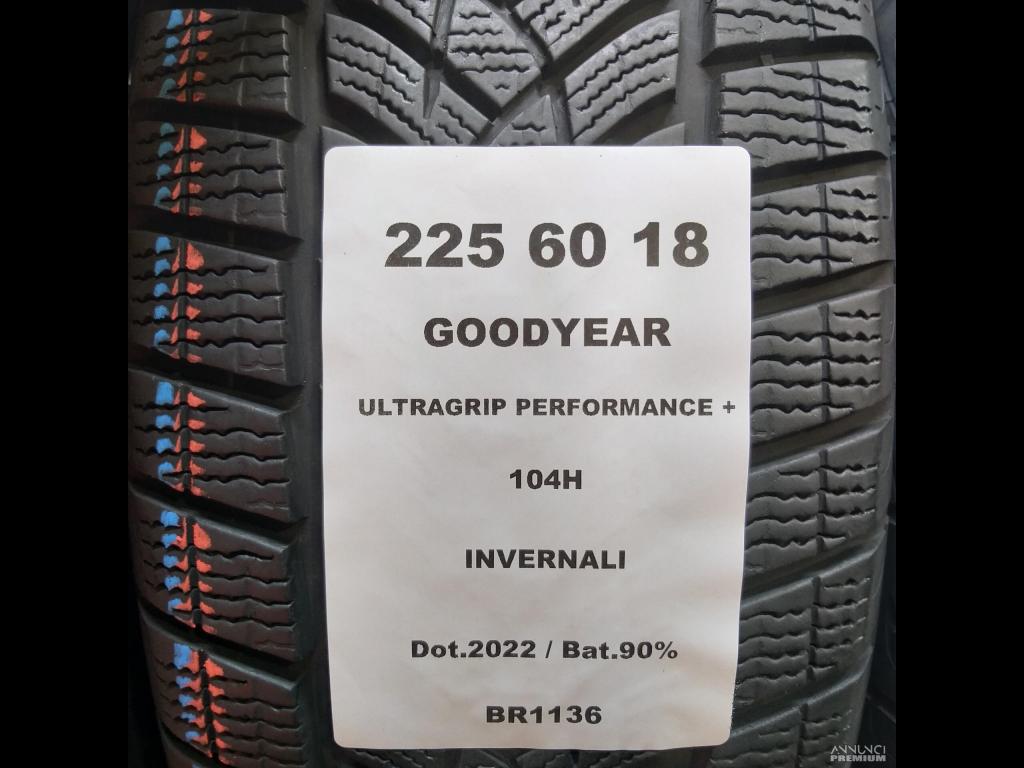 225 60 18
GOODYEAR
ULTRAGRIP PERFORMANCE +
104H
INVERNALI
Dot.2022 / Bat.90%
BR1136
ANNUNCI
PREMIUM